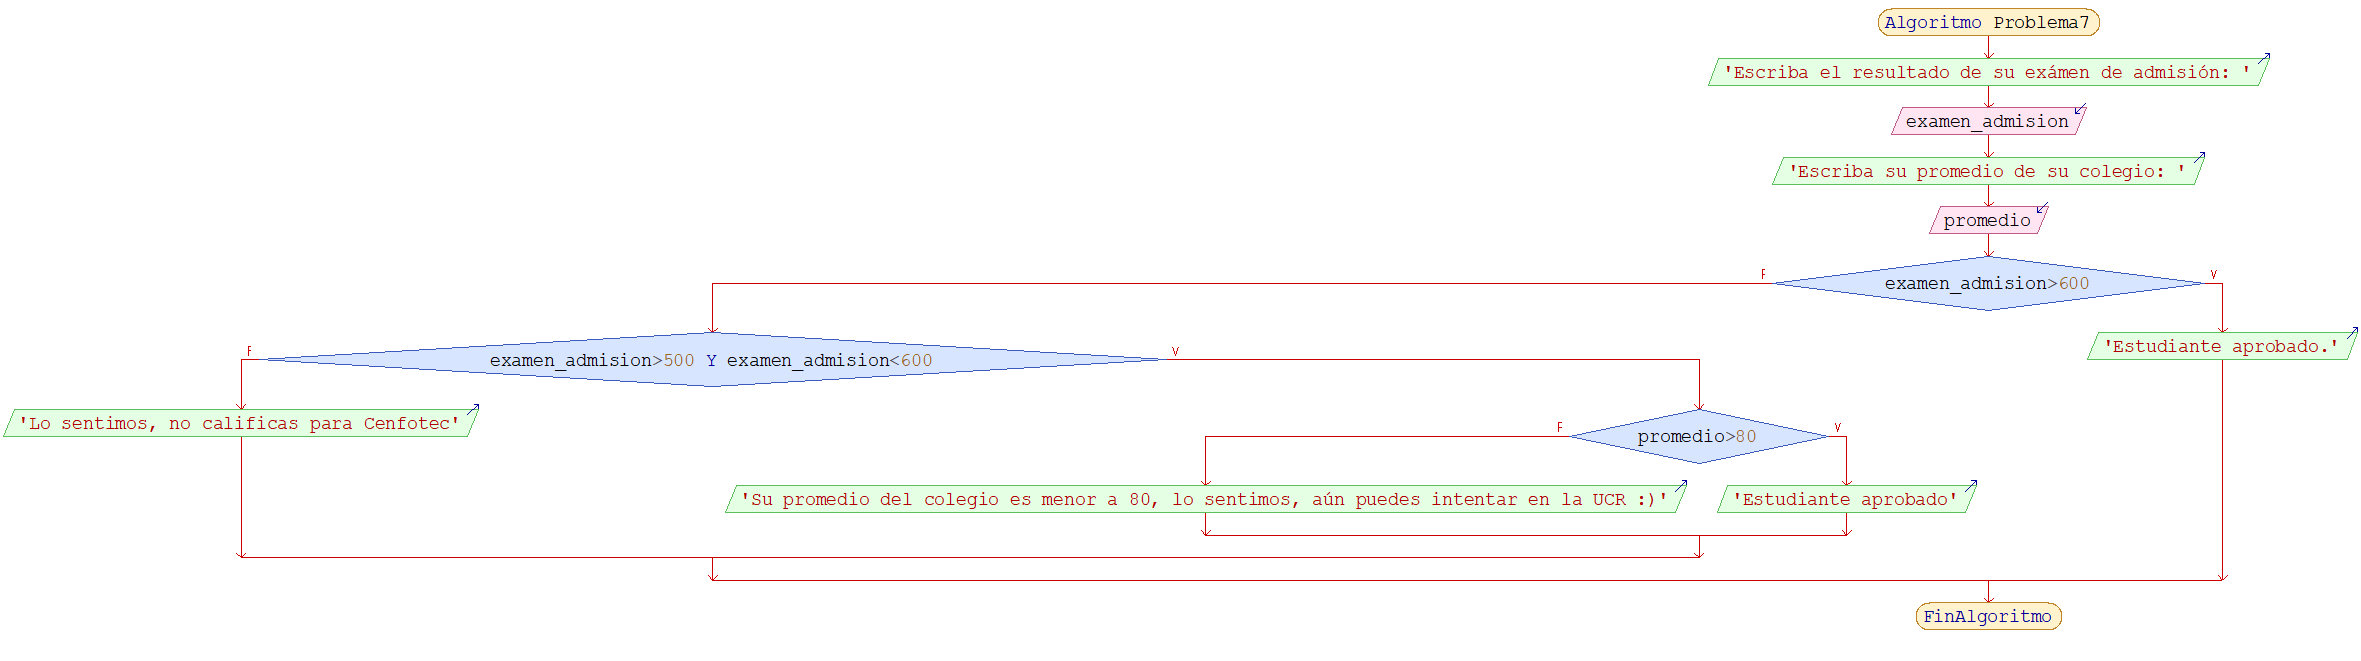 Algoritmo Problema7
'Escriba el resultado de su exámen de admisión: '
examen_admision
'Escriba su promedio de su colegio: '
promedio
F
V
examen_admision>600
'Estudiante aprobado.'
F
V
examen_admision>500 Y examen_admision<600
'Lo sentimos, no calificas para Cenfotec'
F
V
promedio>80
'Su promedio del colegio es menor a 80, lo sentimos, aún puedes intentar en la UCR :)'
'Estudiante aprobado'
FinAlgoritmo